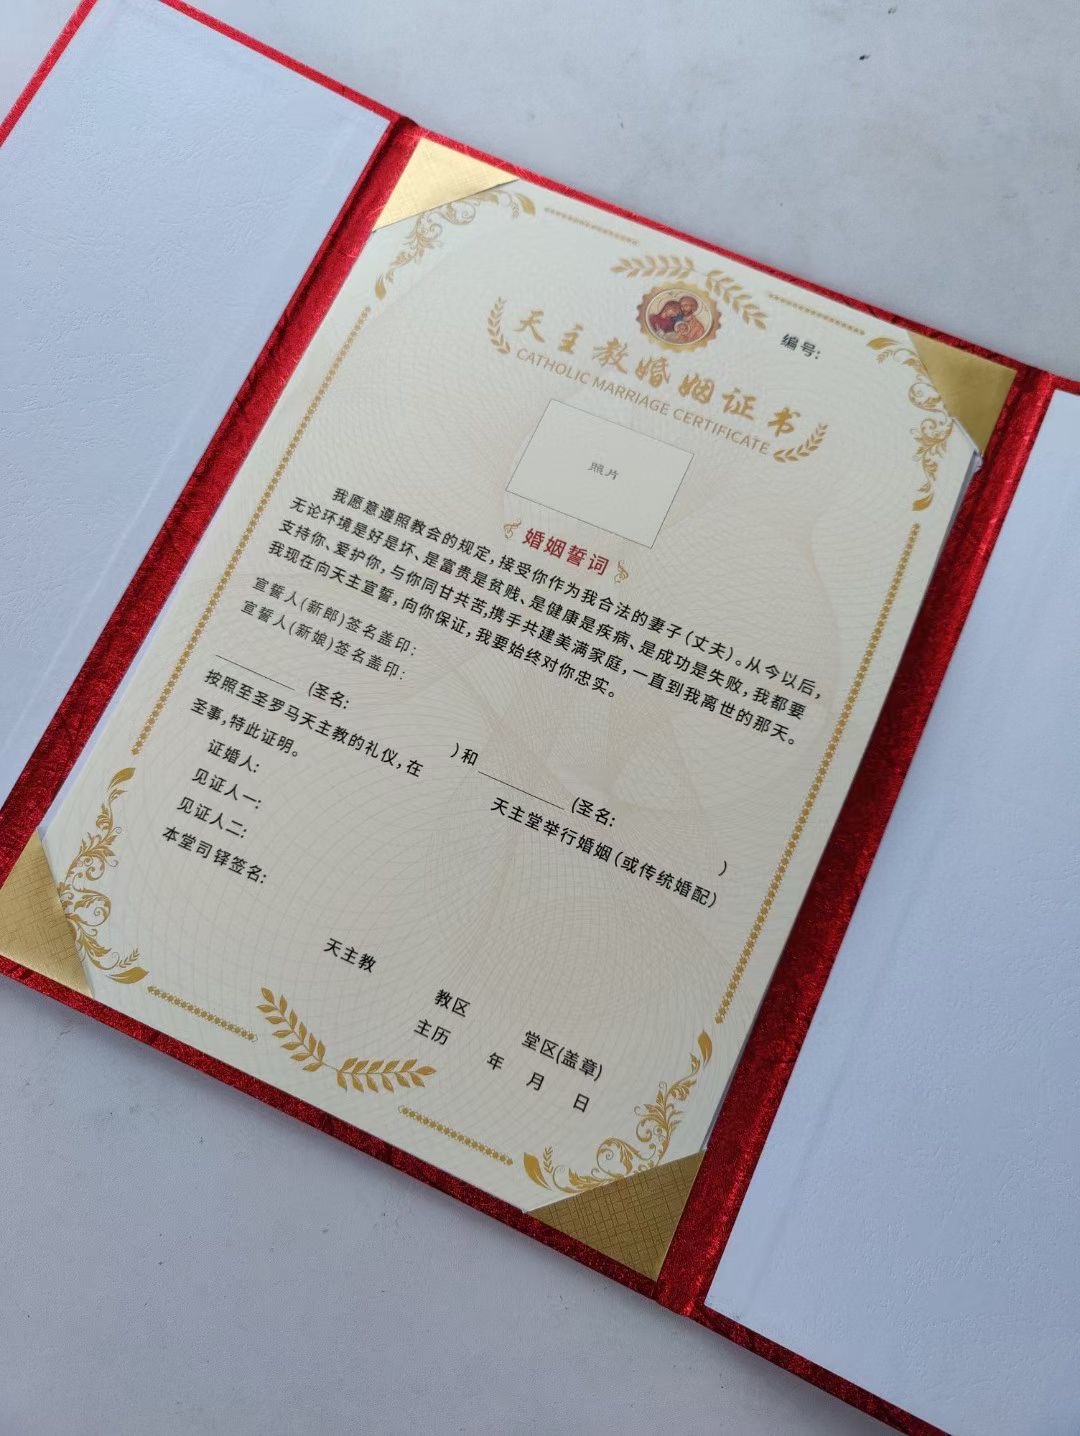 编号:
天主教婚姻证书
CATHOLIC MARRIAGE CERTIFICATE
照片
婚姻誓词
我愿意遵照教会的规定,接受你作为我合法的妻子(丈夫)。从今以后,
无论环境是好是坏、是富贵是贫贱、是健康是疾病、是成功是失败,我都要
支持你、爱护你,与你同甘共苦,携手共建美满家庭,一直到我离世的那天。
我现在向天主宣誓,向你保证,我要始终对你忠实。
宣誓人(新郎)签名盖印:
宣誓人(新娘)签名盖印:
(圣名: )和 (圣名: )
按照至圣罗马天主教的礼仪,在 天主堂举行婚姻(或传统婚配)
圣事,特此证明。
证婚人:
见证人一:
见证人二:
本堂司铎签名:
天主教 教区 堂区(盖章)
主历 年 月 日